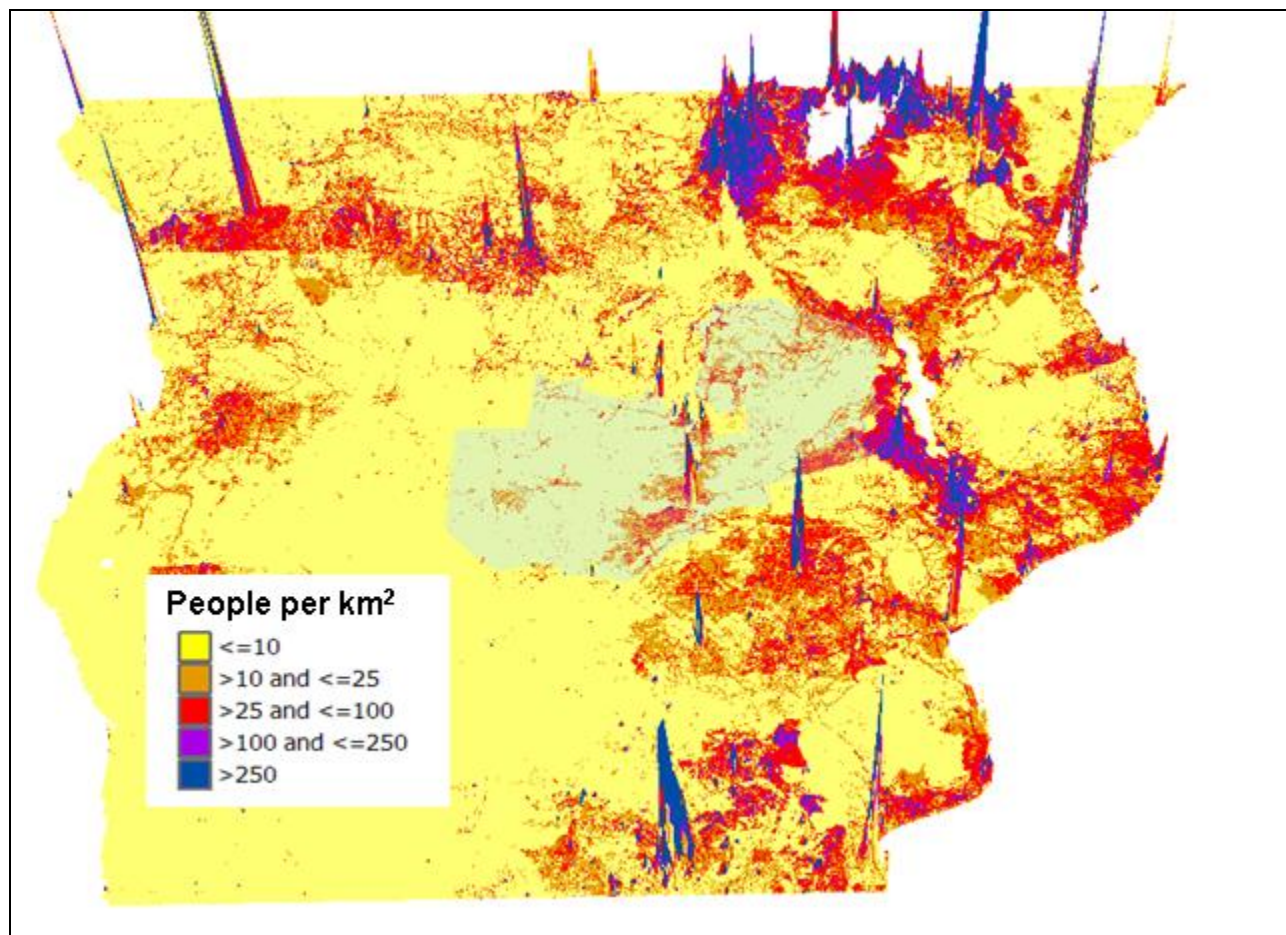 People per km²
<=10
>10 and <=25
>25 and <=100
>100 and <=250
>250